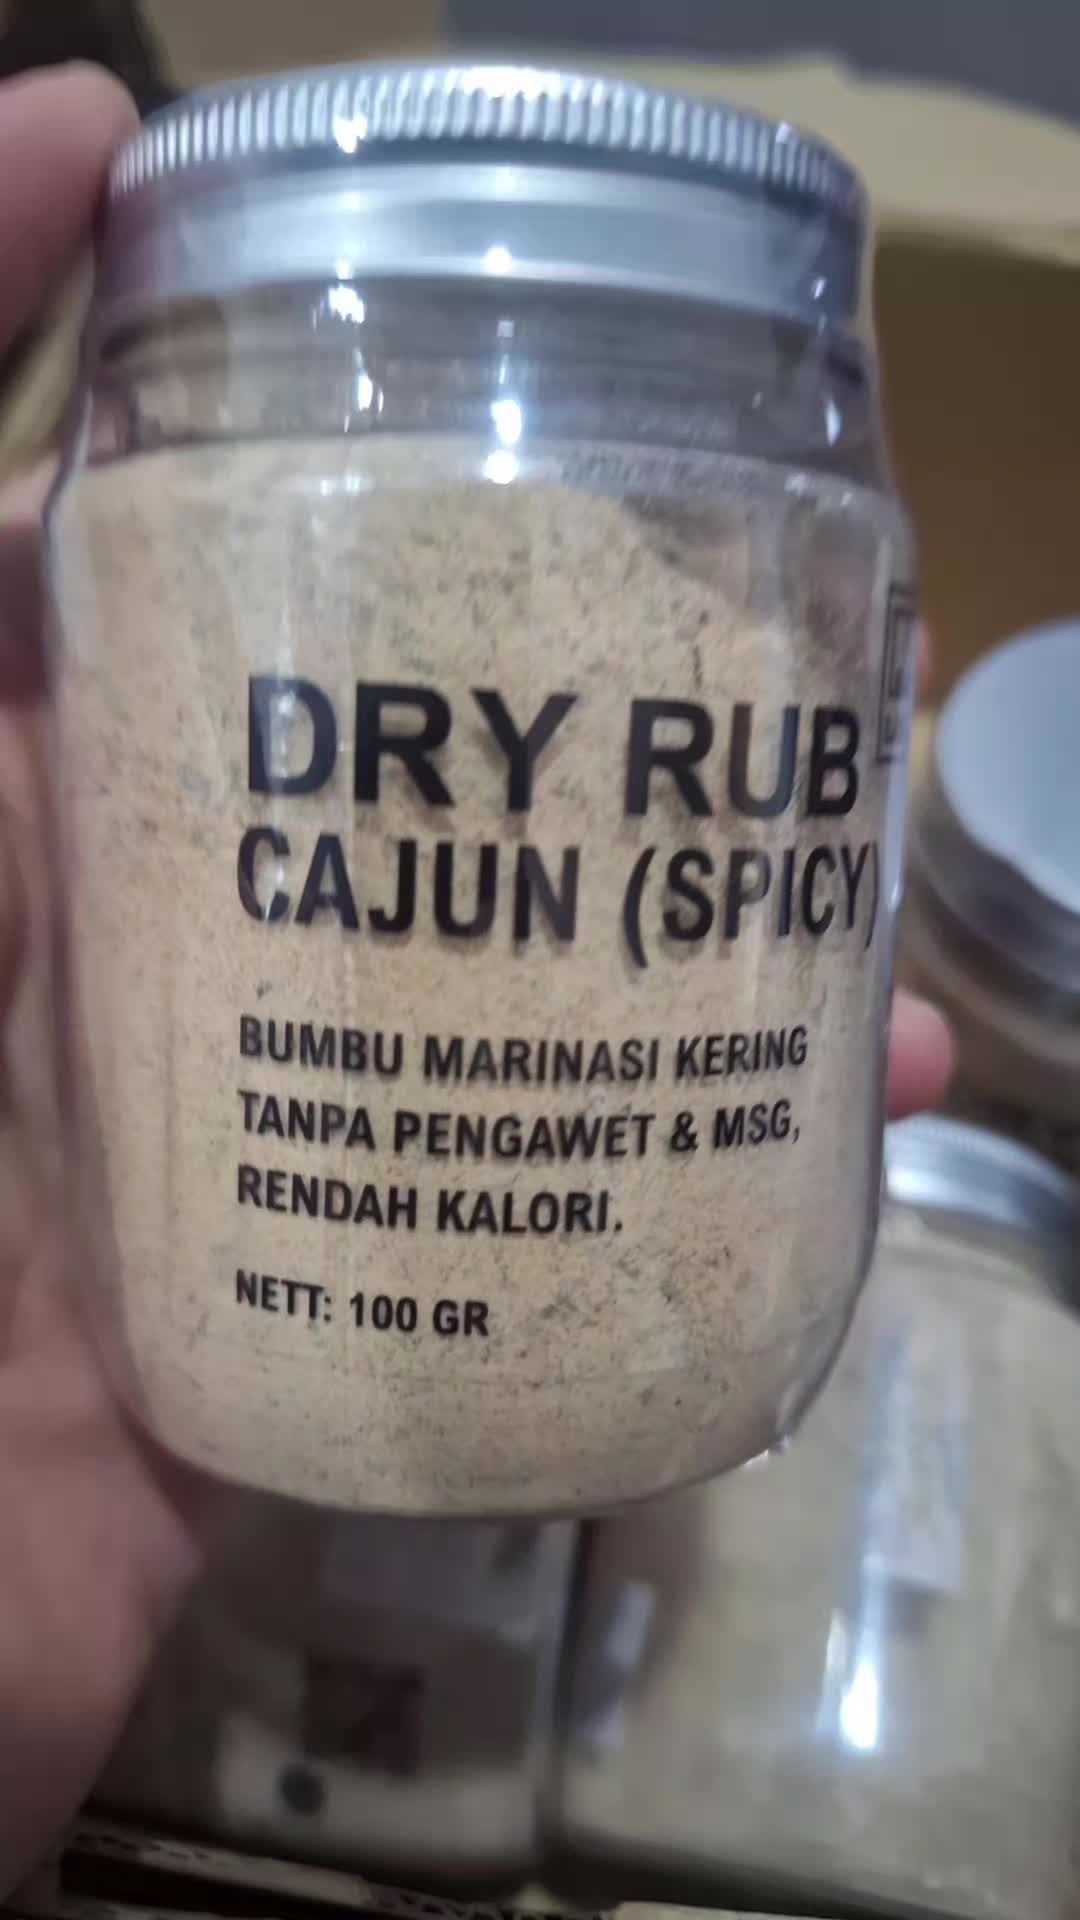 DRY RUB
CAJUN (SPICY)
BUMBU MARINASI KERING
TANPA PENGAWET & MSG,
RENDAH KALORI.
NETT: 100 GR